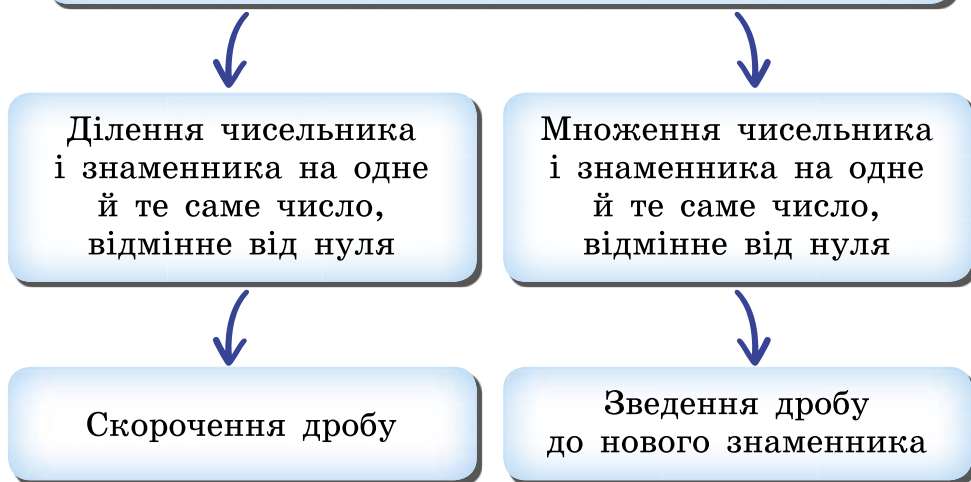 Ділення чисельника
і знаменника на одне
й те саме число,
відмінне від нуля
Множення чисельника
і знаменника на одне
й те саме число,
відмінне від нуля
Скорочення дробу
Зведення дробу
до нового знаменника